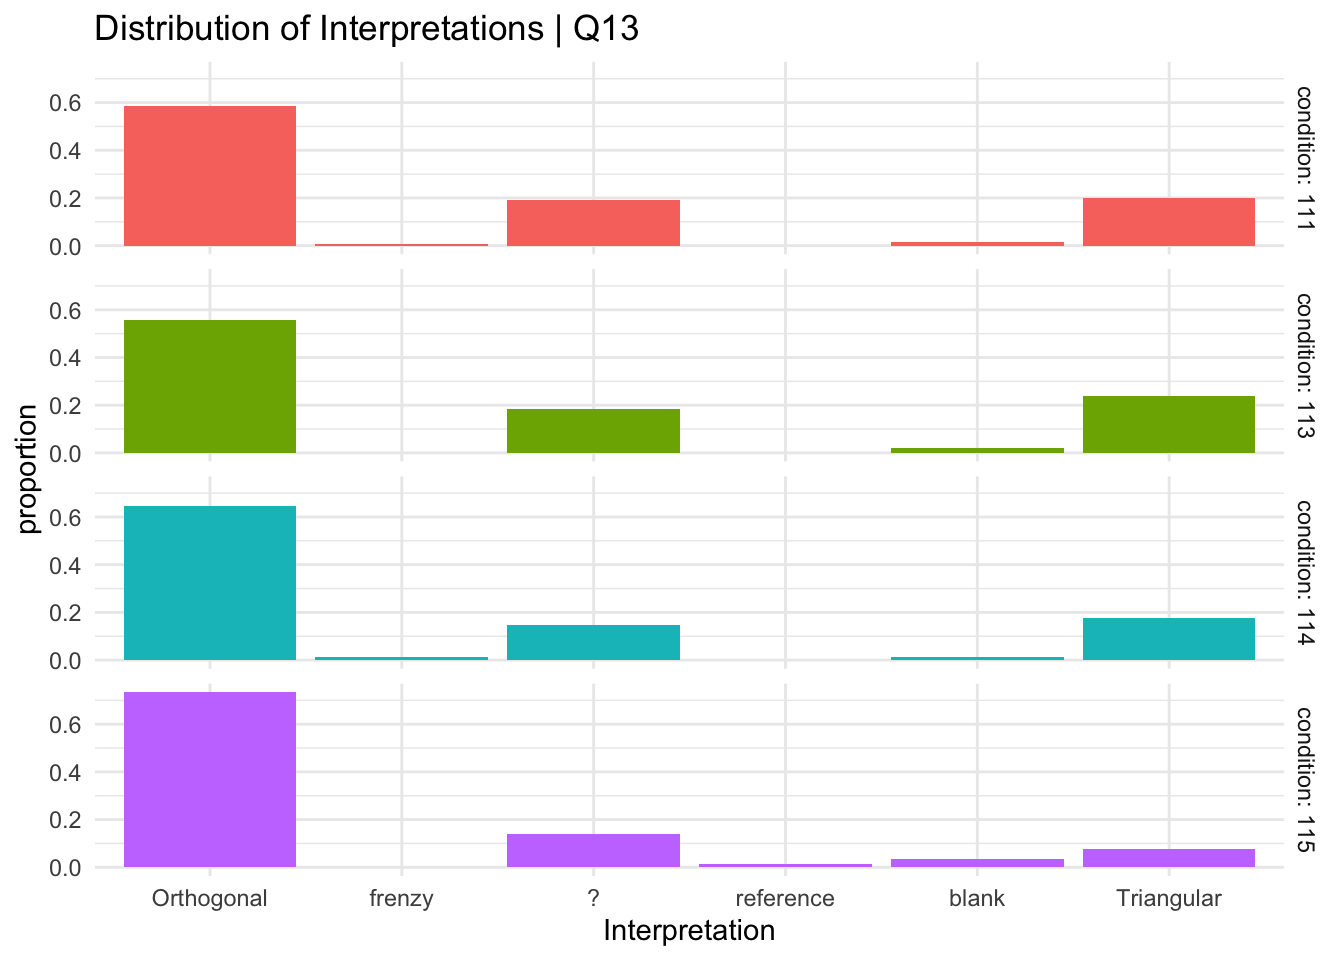 Distribution of Interpretations | Q13
0.6
0.4
0.2
0.0
condition: 111
0.6
0.4
0.2
0.0
condition: 113
0.6
0.4
0.2
0.0
condition: 114
0.6
0.4
0.2
0.0
condition: 115
proportion
Orthogonal frenzy ? reference blank Triangular
Interpretation